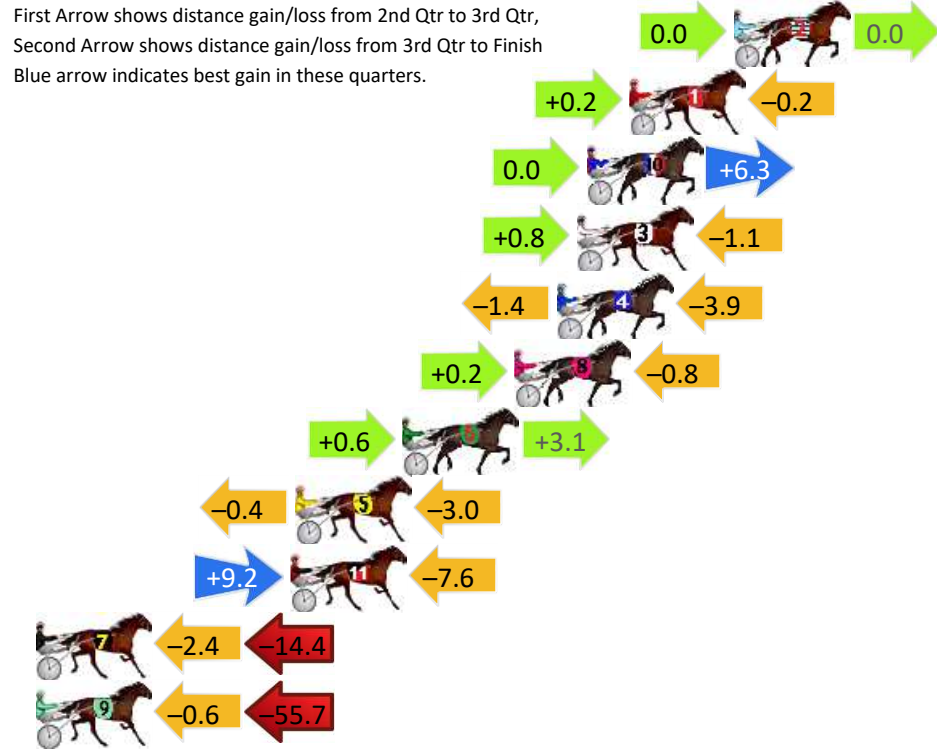 First Arrow shows distance gain/loss from 2nd Qtr to 3rd Qtr,
Second Arrow shows distance gain/loss from 3rd Qtr to Finish
Blue arrow indicates best gain in these quarters.
0.0 2 0.0
+0.2 1 –0.2
0.0 10 +6.3
+0.8 3 –1.1
–1.4 4 –3.9
+0.2 8 –0.8
+0.6 +3.1
–0.4 5 –3.0
+9.2 11 –7.6
7 –2.4 –14.4
9 –0.6 –55.7